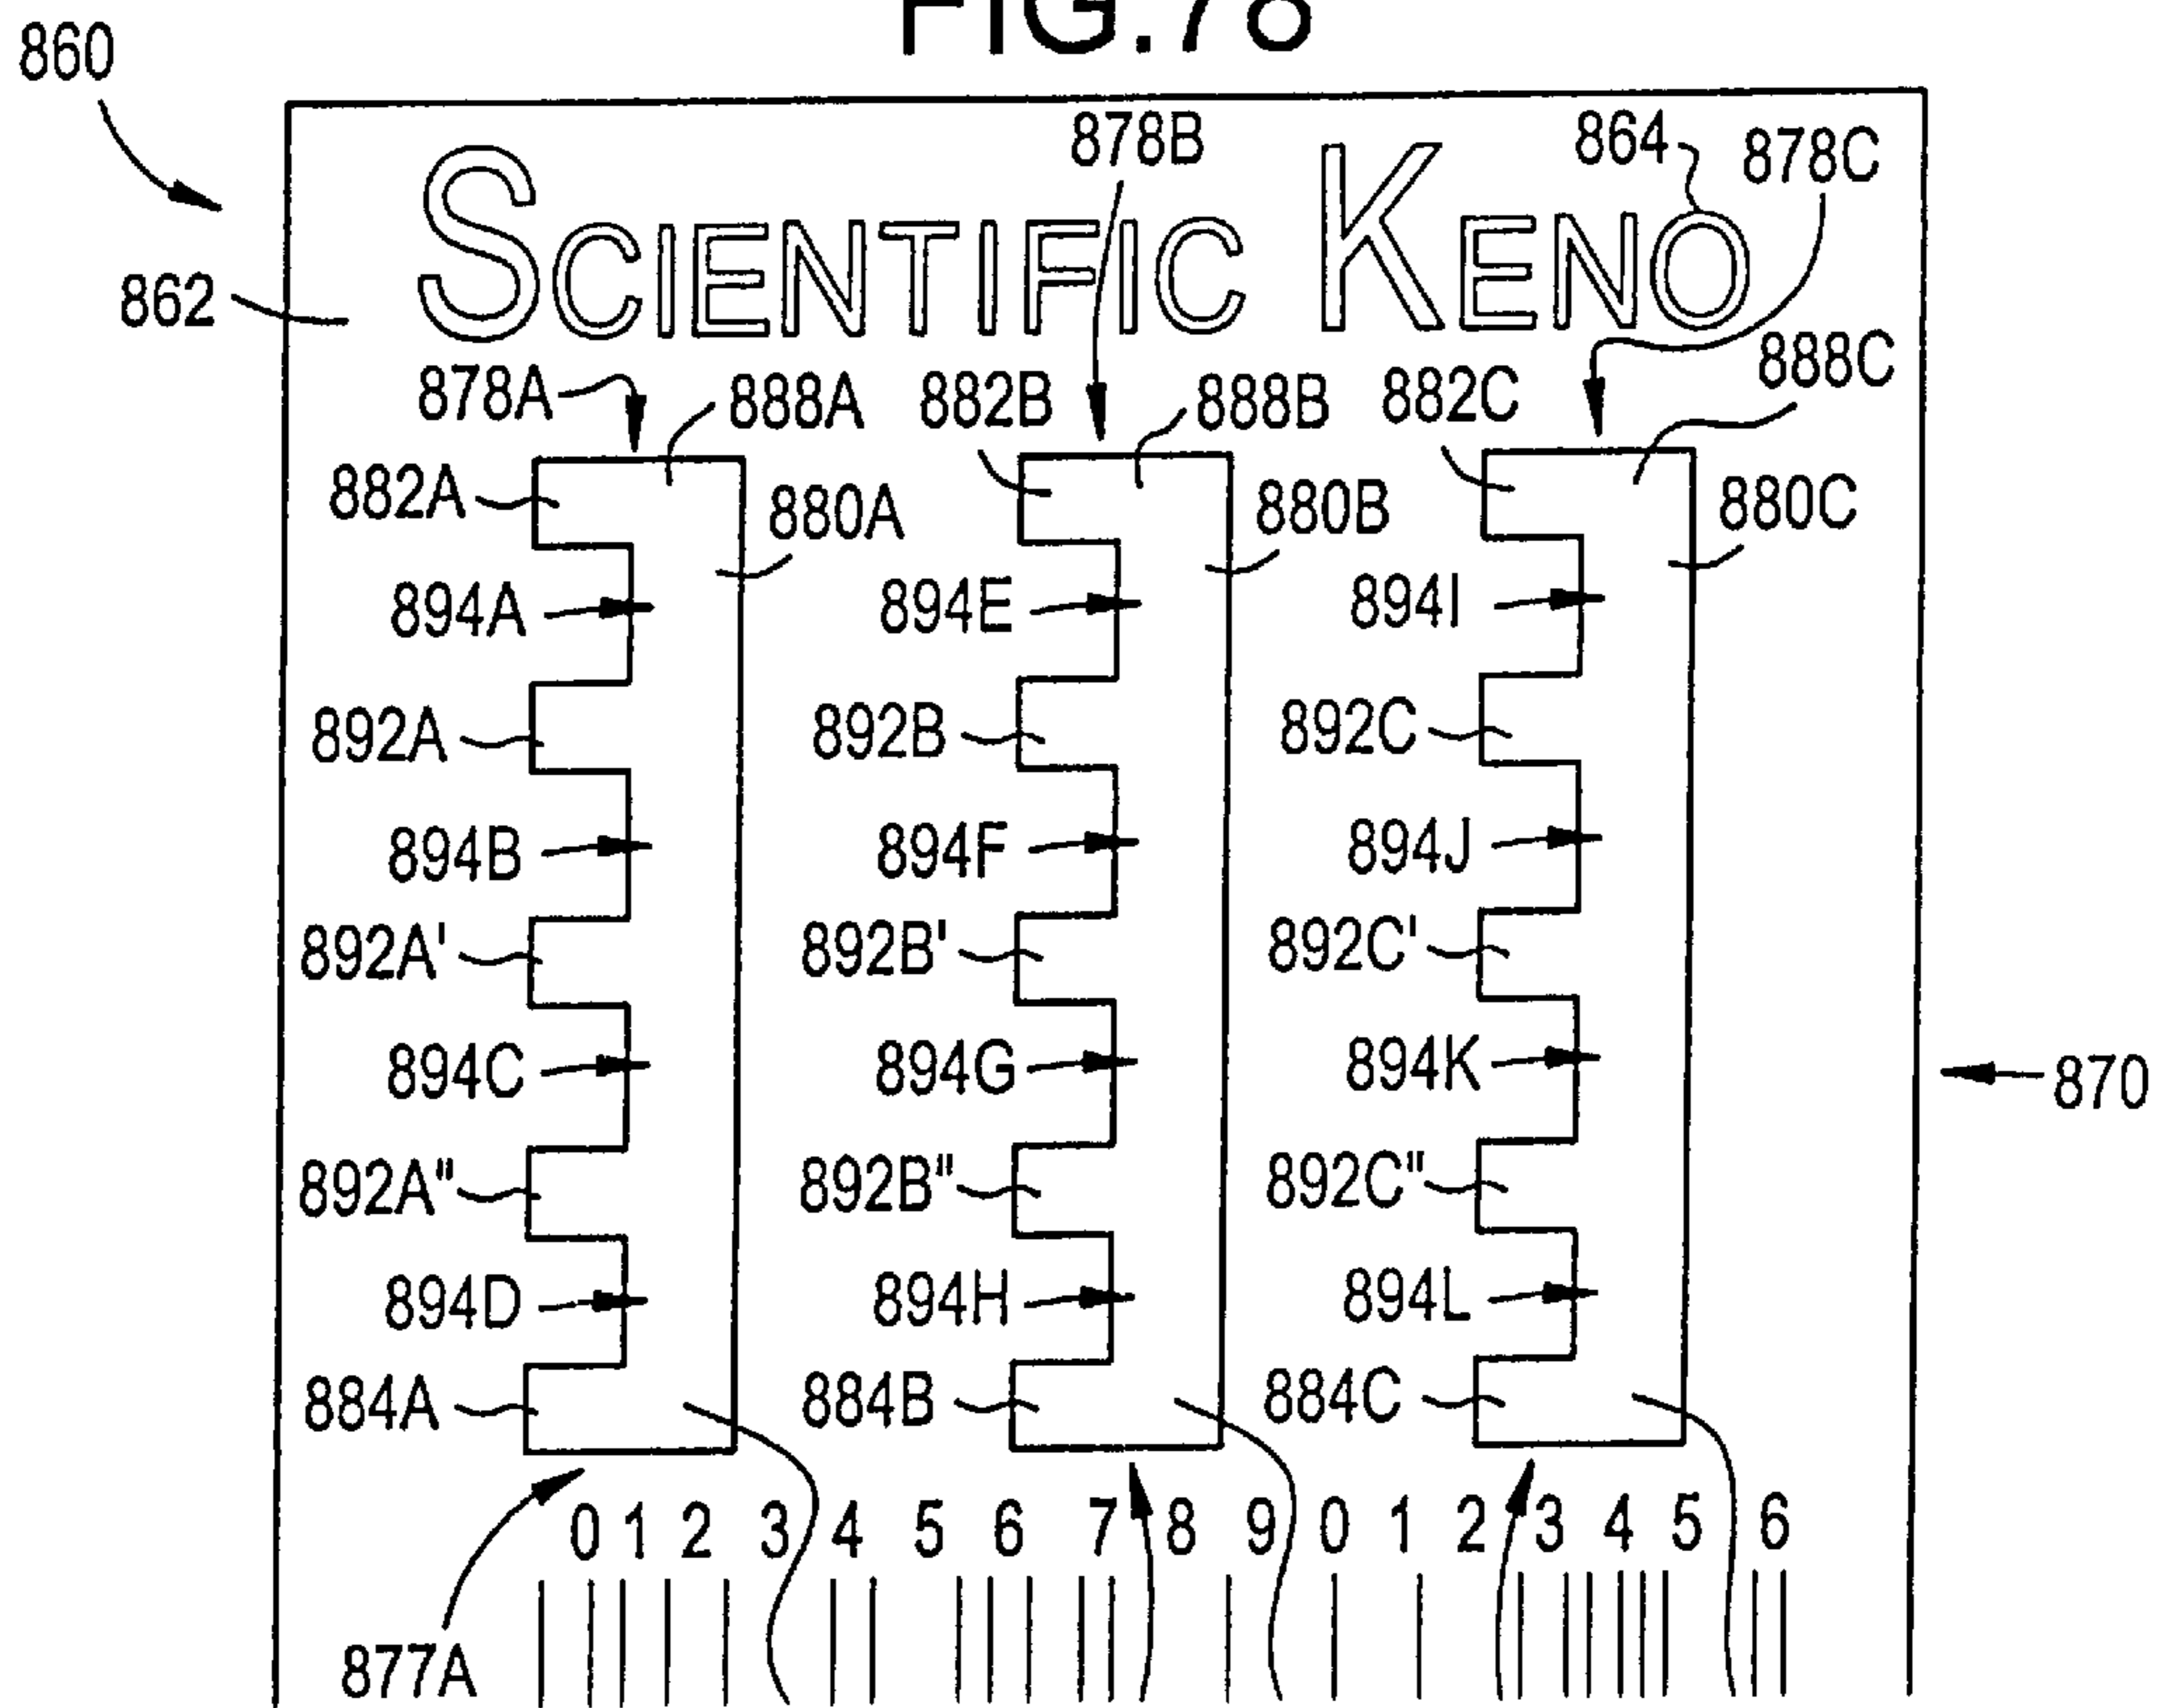 FIG.78
860
878B 864 878C
SCIENTIFIC KENO
862
878A 888A 882B 888B 882C 888C
882A 880A 880B 880C
894A 894E 894I
892A 892B 892C
894B 894F 894J
892A' 892B' 892C'
894C 894G 894K 870
892A" 892B" 892C"
894D 894H 894L
884A 884B 884C
0 1 2 3 4 5 6 7 8 9 0 1 2 3 4 5 6
877A